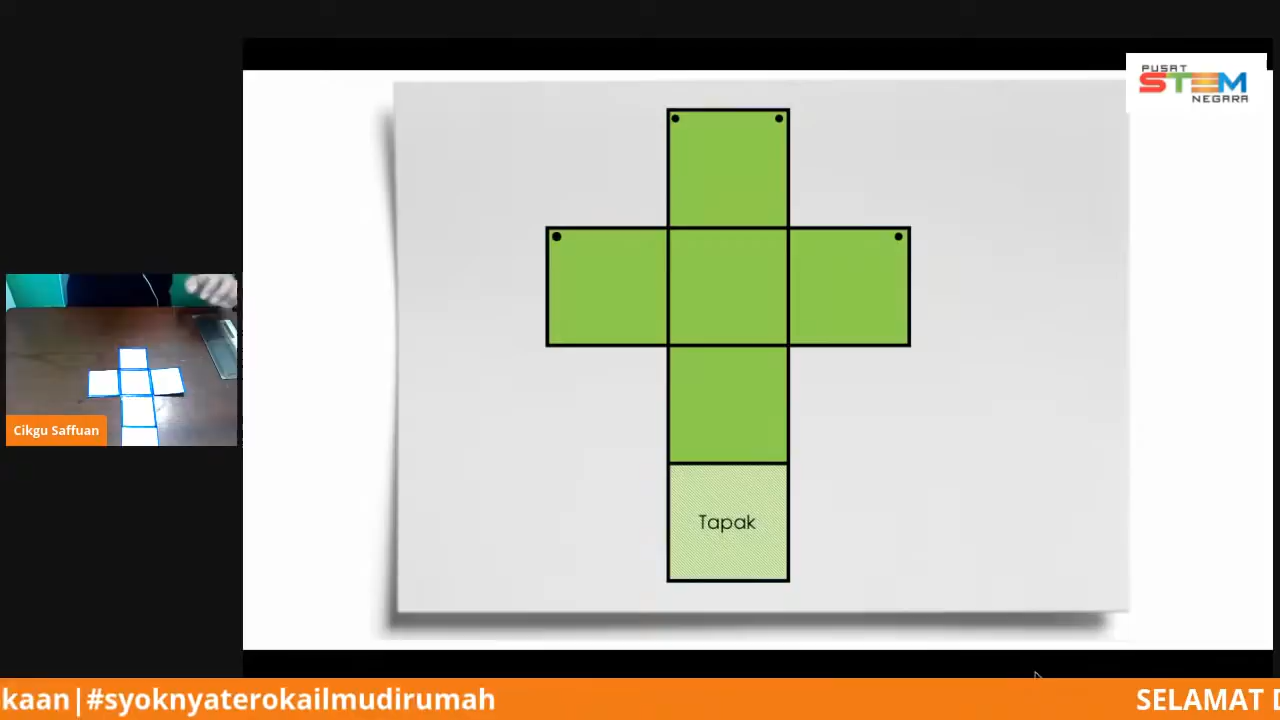 PUSAT
STEM
NEGARA
Tapak
Cikgu Saffuan
kaan|#syoknyaterokailmudirumah
SELAMAT D